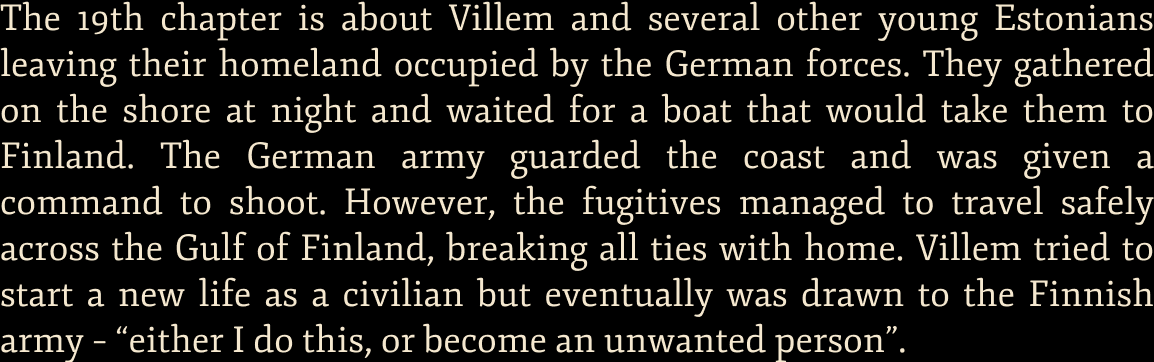 The 19th chapter is about Villem and several other young Estonians
leaving their homeland occupied by the German forces. They gathered
on the shore at night and waited for a boat that would take them to
Finland. The German army guarded the coast and was given a
command to shoot. However, the fugitives managed to travel safely
across the Gulf of Finland, breaking all ties with home. Villem tried to
start a new life as a civilian but eventually was drawn to the Finnish
army – “either I do this, or become an unwanted person”.